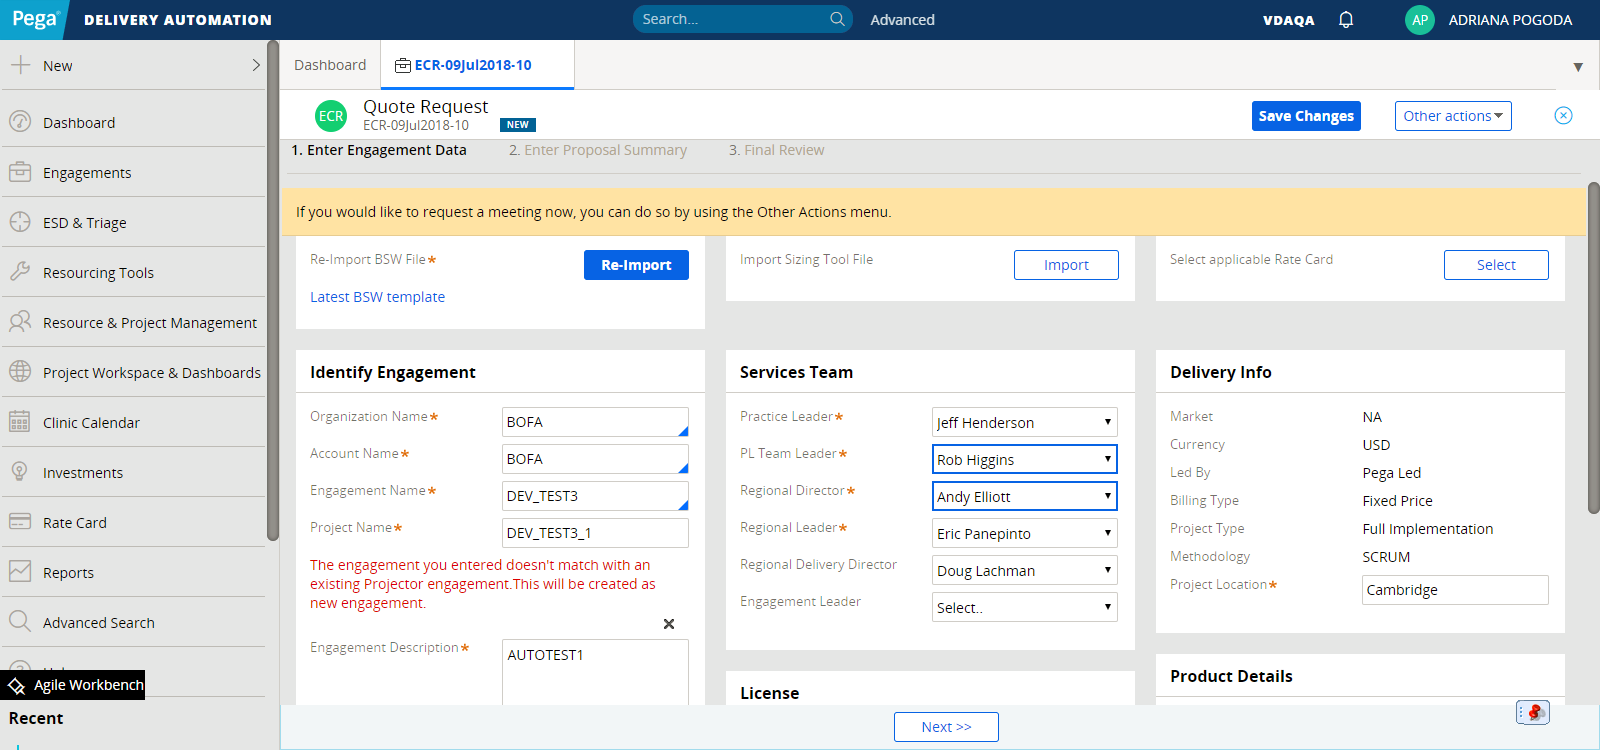 Pega DELIVERY AUTOMATION
Search...
Advanced
VDAQA
AP ADRIANA POGODA
New
Dashboard
Engagements
ESD & Triage
Resourcing Tools
Resource & Project Management
Project Workspace & Dashboards
Clinic Calendar
Investments
Rate Card
Reports
Advanced Search
Agile Workbench
Recent
Dashboard
ECR-09Jul2018-10
ECR
Quote Request
ECR-09Jul2018-10
NEW
Save Changes
Other actions
1. Enter Engagement Data
2. Enter Proposal Summary
3. Final Review
If you would like to request a meeting now, you can do so by using the Other Actions menu.
Re-Import BSW File*
Re-Import
Latest BSW template
Import Sizing Tool File
Import
Select applicable Rate Card
Select
Identify Engagement
Organization Name* BOFA
Account Name* BOFA
Engagement Name* DEV_TEST3
Project Name* DEV_TEST3_1
The engagement you entered doesn't match with an
existing Projector engagement.This will be created as
new engagement.
Engagement Description* AUTOTEST1
Services Team
Practice Leader* Jeff Henderson
PL Team Leader* Rob Higgins
Regional Director* Andy Elliott
Regional Leader* Eric Panepinto
Regional Delivery Director Doug Lachman
Engagement Leader Select..
License
Delivery Info
Market NA
Currency USD
Led By Pega Led
Billing Type Fixed Price
Project Type Full Implementation
Methodology SCRUM
Project Location* Cambridge
Product Details
Next >>